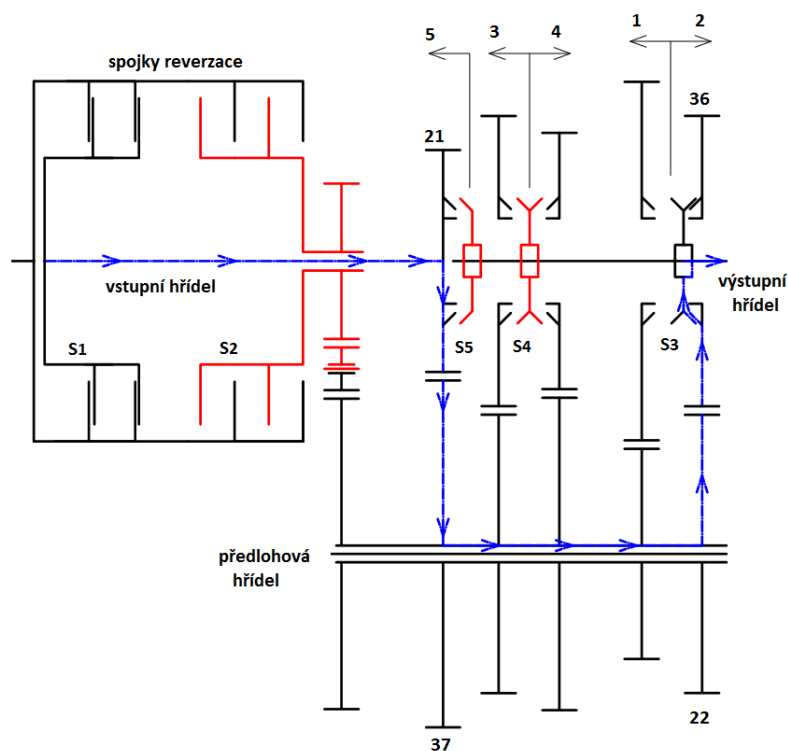 1 2
5 3 4
spojky reverzace
36
21
vstupní hřídel
výstupní
hřídel
S1 S2 S5 S4 S3
předlohová
hřídel
22
37